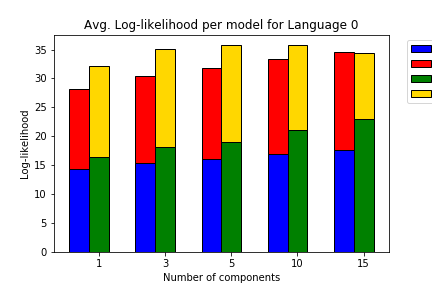 Avg. Log-likelihood per model for Language 0
35
30
25
20
15
10
5
0
Log-likelihood
1 3 5 10 15
Number of components